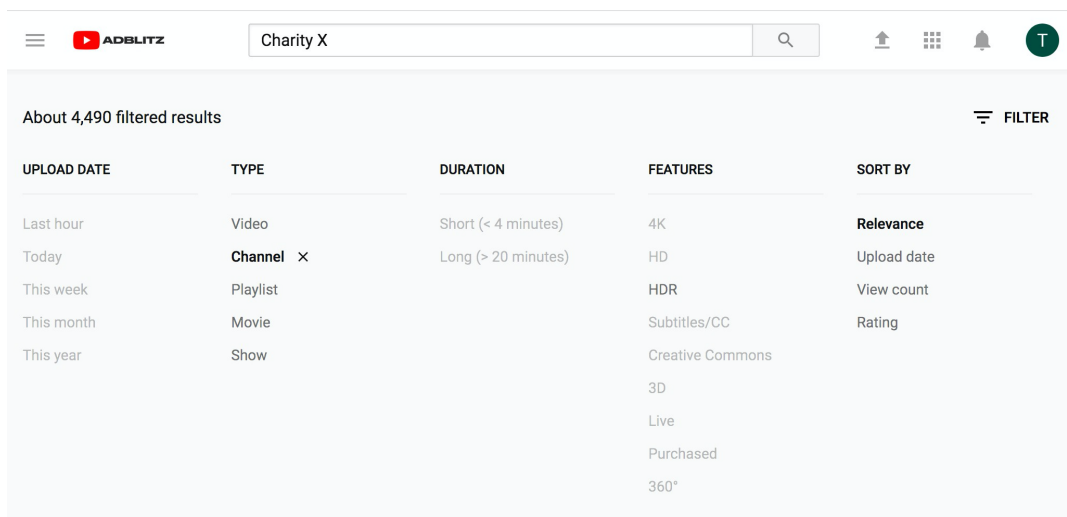 ADBLITZ
Charity X
T
About 4,490 filtered results
FILTER
UPLOAD DATE
Last hour
Today
This week
This month
This year
TYPE
Video
Channel ×
Playlist
Movie
Show
DURATION
Short (< 4 minutes)
Long (> 20 minutes)
FEATURES
4K
HD
HDR
Subtitles/CC
Creative Commons
3D
Live
Purchased
360°
SORT BY
Relevance
Upload date
View count
Rating